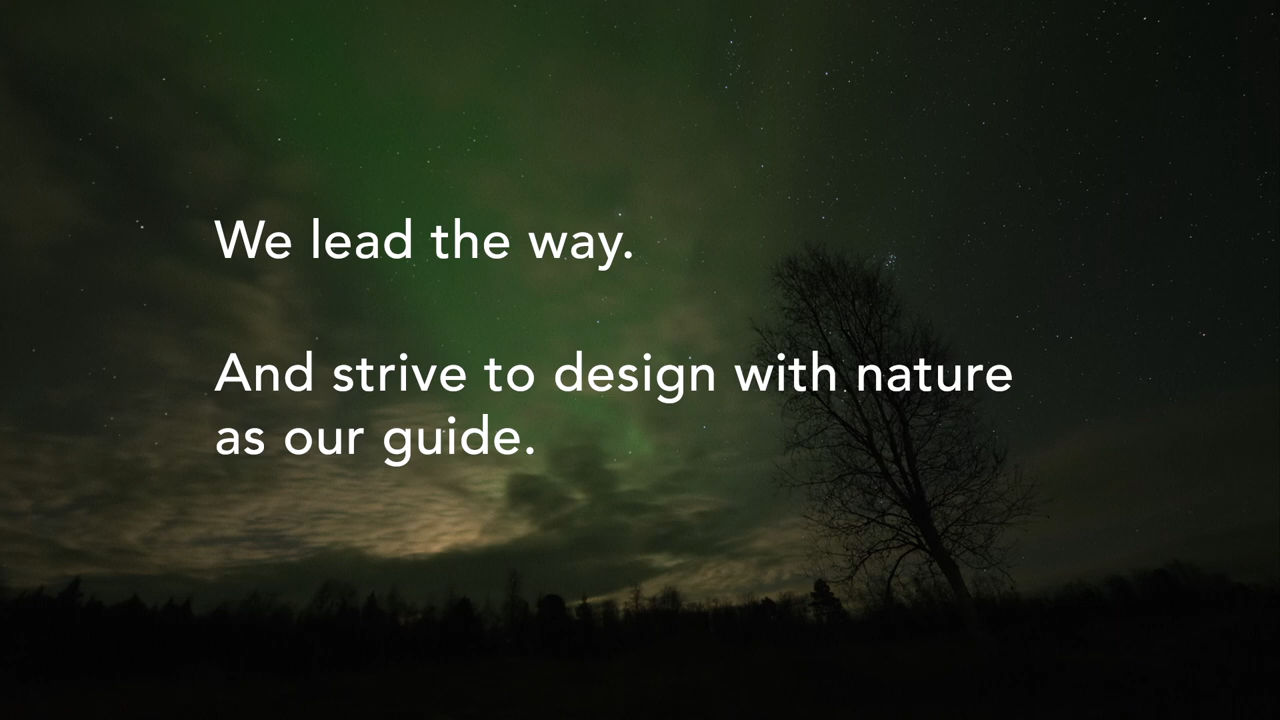 We lead the way.
And strive to design with nature
as our guide.